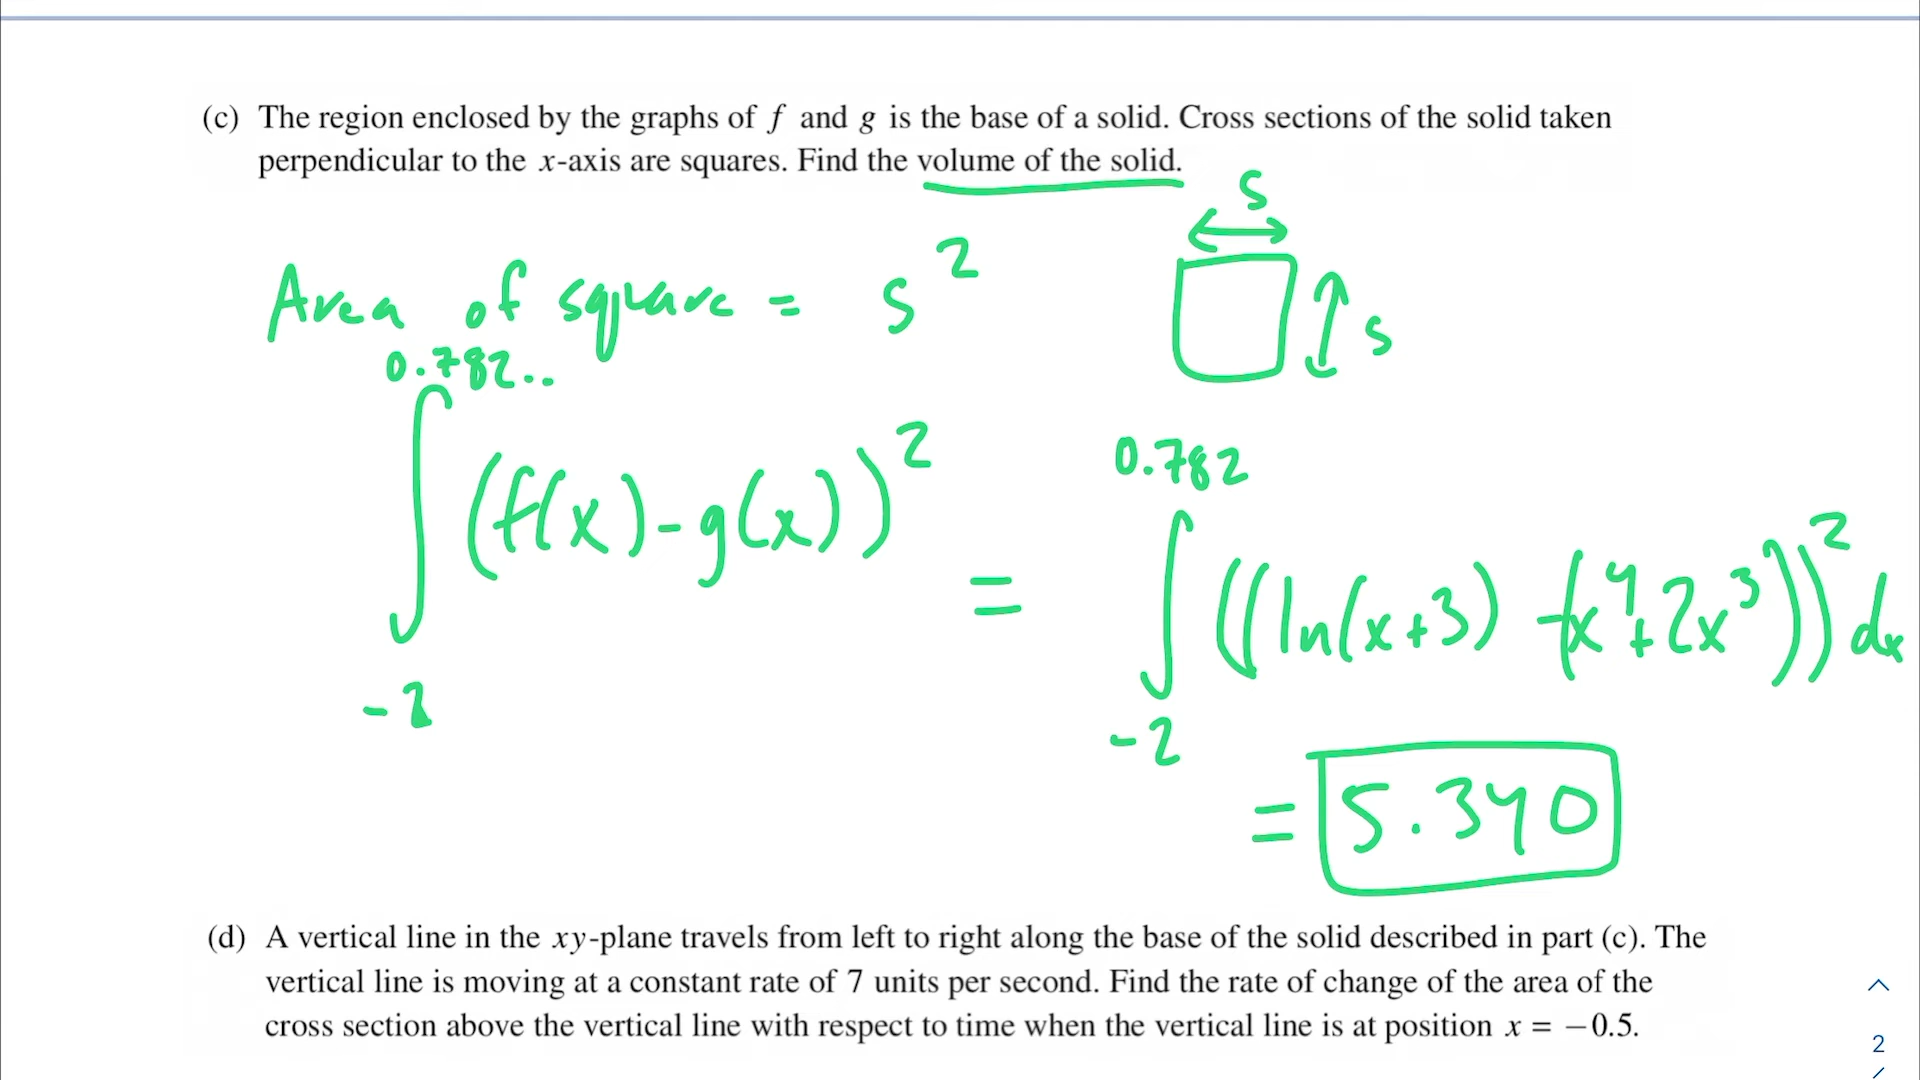 (c) The region enclosed by the graphs of f and g is the base of a solid. Cross sections of the solid taken
perpendicular to the x-axis are squares. Find the volume of the solid.
s
Area of square = s²
s
0.782..
∫ (f(x)-g(x))²
-2
=
0.782
∫ ((ln(x+3) -(x⁴+2x³))² dx
-2
= 5.340
(d) A vertical line in the xy-plane travels from left to right along the base of the solid described in part (c). The
vertical line is moving at a constant rate of 7 units per second. Find the rate of change of the area of the
cross section above the vertical line with respect to time when the vertical line is at position x = −0.5.
2